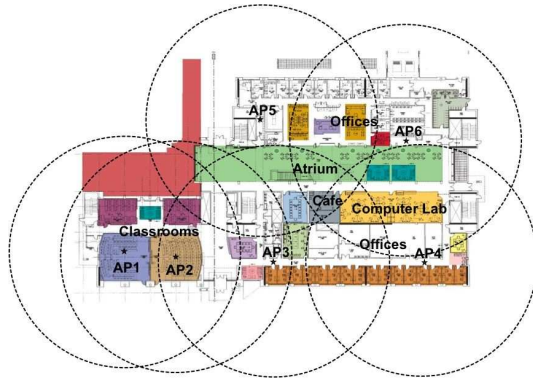 AP5
Offices
AP6
Atrium
Cafe
Computer Lab
Classrooms
Offices
AP3
AP4
AP1
AP2